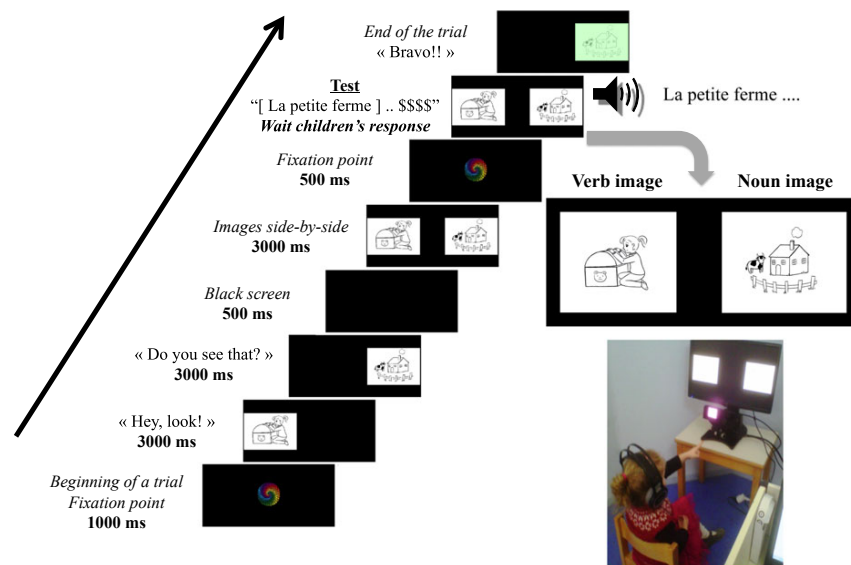 End of the trial
« Bravo!! »
Test
“[ La petite ferme ] .. $$$$”
Wait children’s response
La petite ferme ....
Fixation point
500 ms
Verb image
Noun image
Images side-by-side
3000 ms
Black screen
500 ms
« Do you see that? »
3000 ms
« Hey, look! »
3000 ms
Beginning of a trial
Fixation point
1000 ms